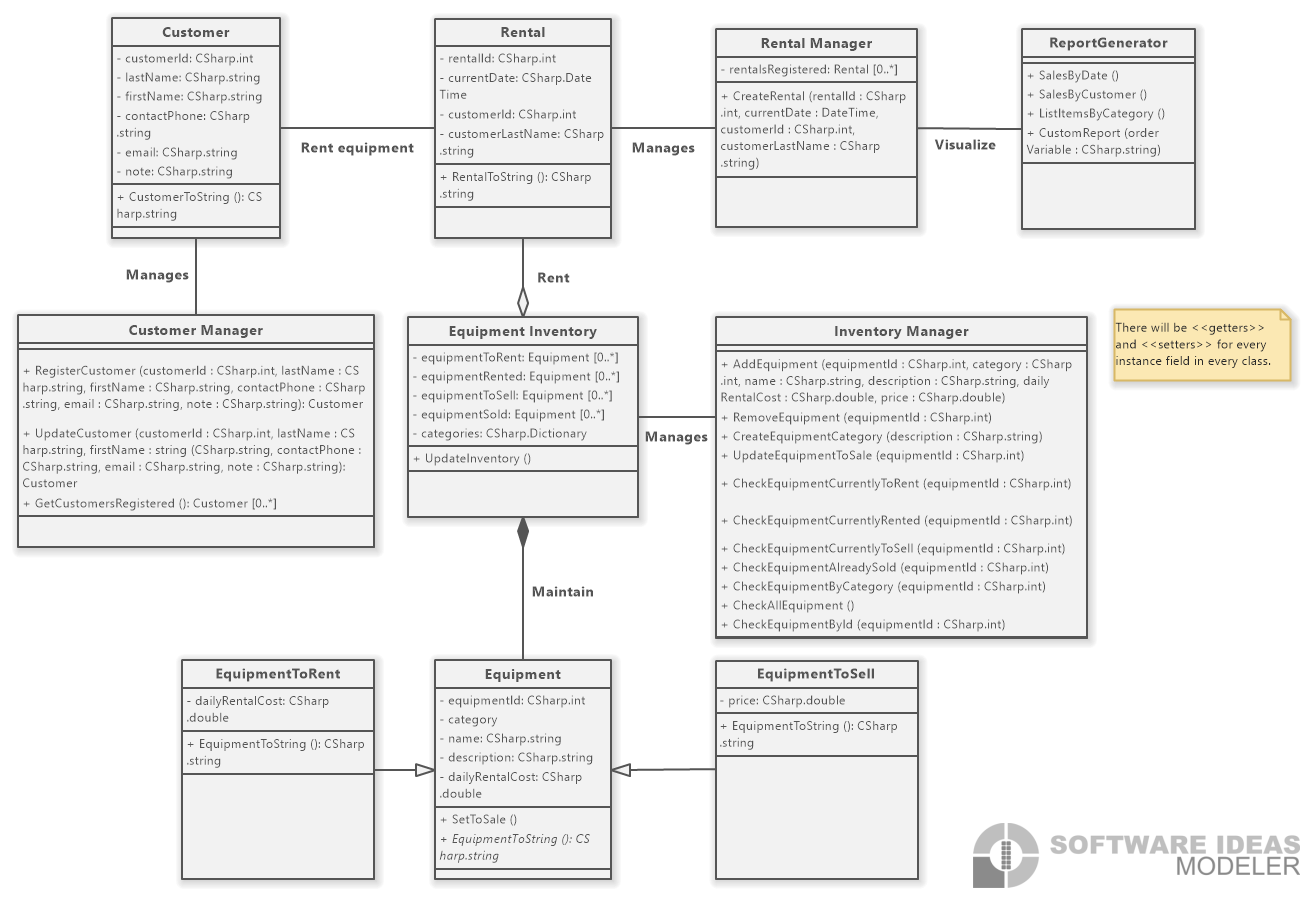 Customer
- customerId: CSharp.int
- lastName: CSharp.string
- firstName: CSharp.string
- contactPhone: CSharp
.string
- email: CSharp.string
- note: CSharp.string
+ CustomerToString (): CS
harp.string
Rent equipment
Rental
- rentalId: CSharp.int
- currentDate: CSharp.Date
Time
- customerId: CSharp.int
- customerLastName: CSharp
.string
+ RentalToString (): CSharp
.string
Manages
Rental Manager
- rentalsRegistered: Rental [0..*]
+ CreateRental (rentalId : CSharp
.int, currentDate : DateTime,
customerId : CSharp.int,
customerLastName : CSharp
.string)
Visualize
ReportGenerator
+ SalesByDate ()
+ SalesByCustomer ()
+ ListItemsByCategory ()
+ CustomReport (order
Variable : CSharp.string)
Manages
Rent
Customer Manager
+ RegisterCustomer (customerId : CSharp.int, lastName : CS
harp.string, firstName : CSharp.string, contactPhone : CSharp
.string, email : CSharp.string, note : CSharp.string): Customer
+ UpdateCustomer (customerId : CSharp.int, lastName : CS
harp.string, firstName : string (CSharp.string, contactPhone :
CSharp.string, email : CSharp.string, note : CSharp.string):
Customer
+ GetCustomersRegistered (): Customer [0..*]
Equipment Inventory
- equipmentToRent: Equipment [0..*]
- equipmentRented: Equipment [0..*]
- equipmentToSell: Equipment [0..*]
- equipmentSold: Equipment [0..*]
- categories: CSharp.Dictionary
+ UpdateInventory ()
Manages
Inventory Manager
+ AddEquipment (equipmentId : CSharp.int, category : CSharp
.int, name : CSharp.string, description : CSharp.string, daily
RentalCost : CSharp.double, price : CSharp.double)
+ RemoveEquipment (equipmentId : CSharp.int)
+ CreateEquipmentCategory (description : CSharp.string)
+ UpdateEquipmentToSale (equipmentId : CSharp.int)
+ CheckEquipmentCurrentlyToRent (equipmentId : CSharp.int)
+ CheckEquipmentCurrentlyRented (equipmentId : CSharp.int)
+ CheckEquipmentCurrentlyToSell (equipmentId : CSharp.int)
+ CheckEquipmentAlreadySold (equipmentId : CSharp.int)
+ CheckEquipmentByCategory (equipmentId : CSharp.int)
+ CheckAllEquipment ()
+ CheckEquipmentById (equipmentId : CSharp.int)
There will be <<getters>>
and <<setters>> for every
instance field in every class.
Maintain
EquipmentToRent
- dailyRentalCost: CSharp
.double
+ EquipmentToString (): CSharp
.string
Equipment
- equipmentId: CSharp.int
- category
- name: CSharp.string
- description: CSharp.string
- dailyRentalCost: CSharp
.double
+ SetToSale ()
+ EquipmentToString (): CS
harp.string
EquipmentToSell
- price: CSharp.double
+ EquipmentToString (): CSharp
.string
SOFTWARE IDEAS
MODELER